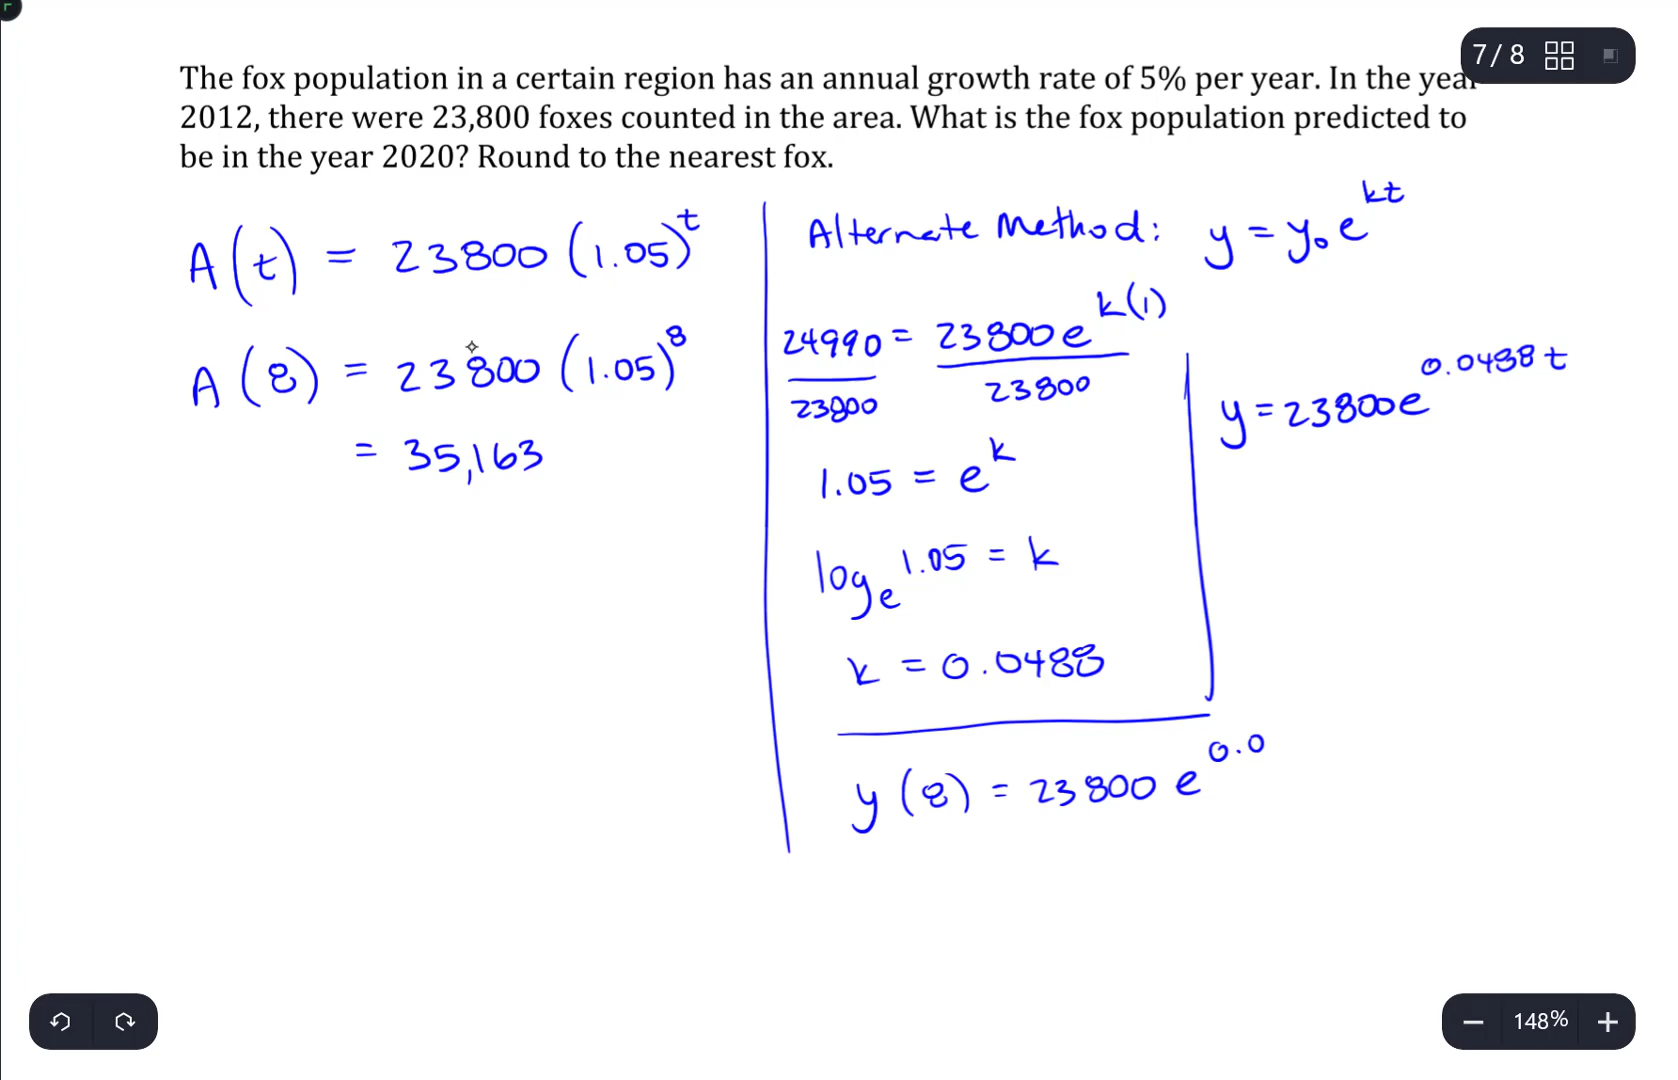 7 / 8
The fox population in a certain region has an annual growth rate of 5% per year. In the year
2012, there were 23,800 foxes counted in the area. What is the fox population predicted to
be in the year 2020? Round to the nearest fox.
A(t) = 23800 (1.05)^t
A(8) = 23800 (1.05)^8
= 35,163
Alternate Method: y = y₀e^kt
24990/23800 = 23800e^k(1)/23800
1.05 = e^k
log_e 1.05 = k
k = 0.0488
y = 23800e^0.0488t
y(8) = 23800 e^0.0
148%